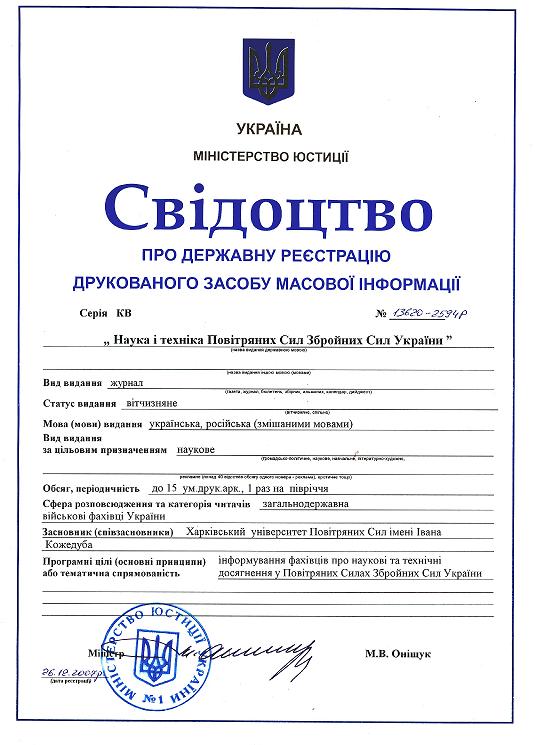 УКРАЇНА
МІНІСТЕРСТВО ЮСТИЦІЇ
Свідоцтво
ПРО ДЕРЖАВНУ РЕЄСТРАЦІЮ
ДРУКОВАНОГО ЗАСОБУ МАСОВОЇ ІНФОРМАЦІЇ
Серія КВ № 13620-2594Р
„ Наука і техніка Повітряних Сил Збройних Сил України ”
(назва видання державною мовою)
(назва видання іншою мовою (мовами)
Вид видання журнал
(газета, журнал, бюлетень, збірник, альманах, календар, дайджест)
Статус видання вітчизняне
(вітчизняне, спільне)
Мова (мови) видання українська, російська (змішаними мовами)
Вид видання
за цільовим призначенням наукове
(громадсько-політичне, наукове, навчальне, літературно-художнє,
рекламне (понад 40 відсотків обсягу одного номера - реклама), еротичне тощо)
Обсяг, періодичність до 15 ум.друк.арк., 1 раз на півріччя
Сфера розповсюдження та категорія читачів загальнодержавна
військові фахівці України
Засновник (співзасновники) Харківський університет Повітряних Сил імені Івана
Кожедуба
Програмні цілі (основні принципи) інформування фахівців про наукові та технічні
або тематична спрямованість досягнення у Повітряних Силах Збройних Сил України
Міністр М.В. Оніщук
26.12.2007р.
(дата реєстрації)
МІНІСТЕРСТВО ЮСТИЦІЇ УКРАЇНИ
№1